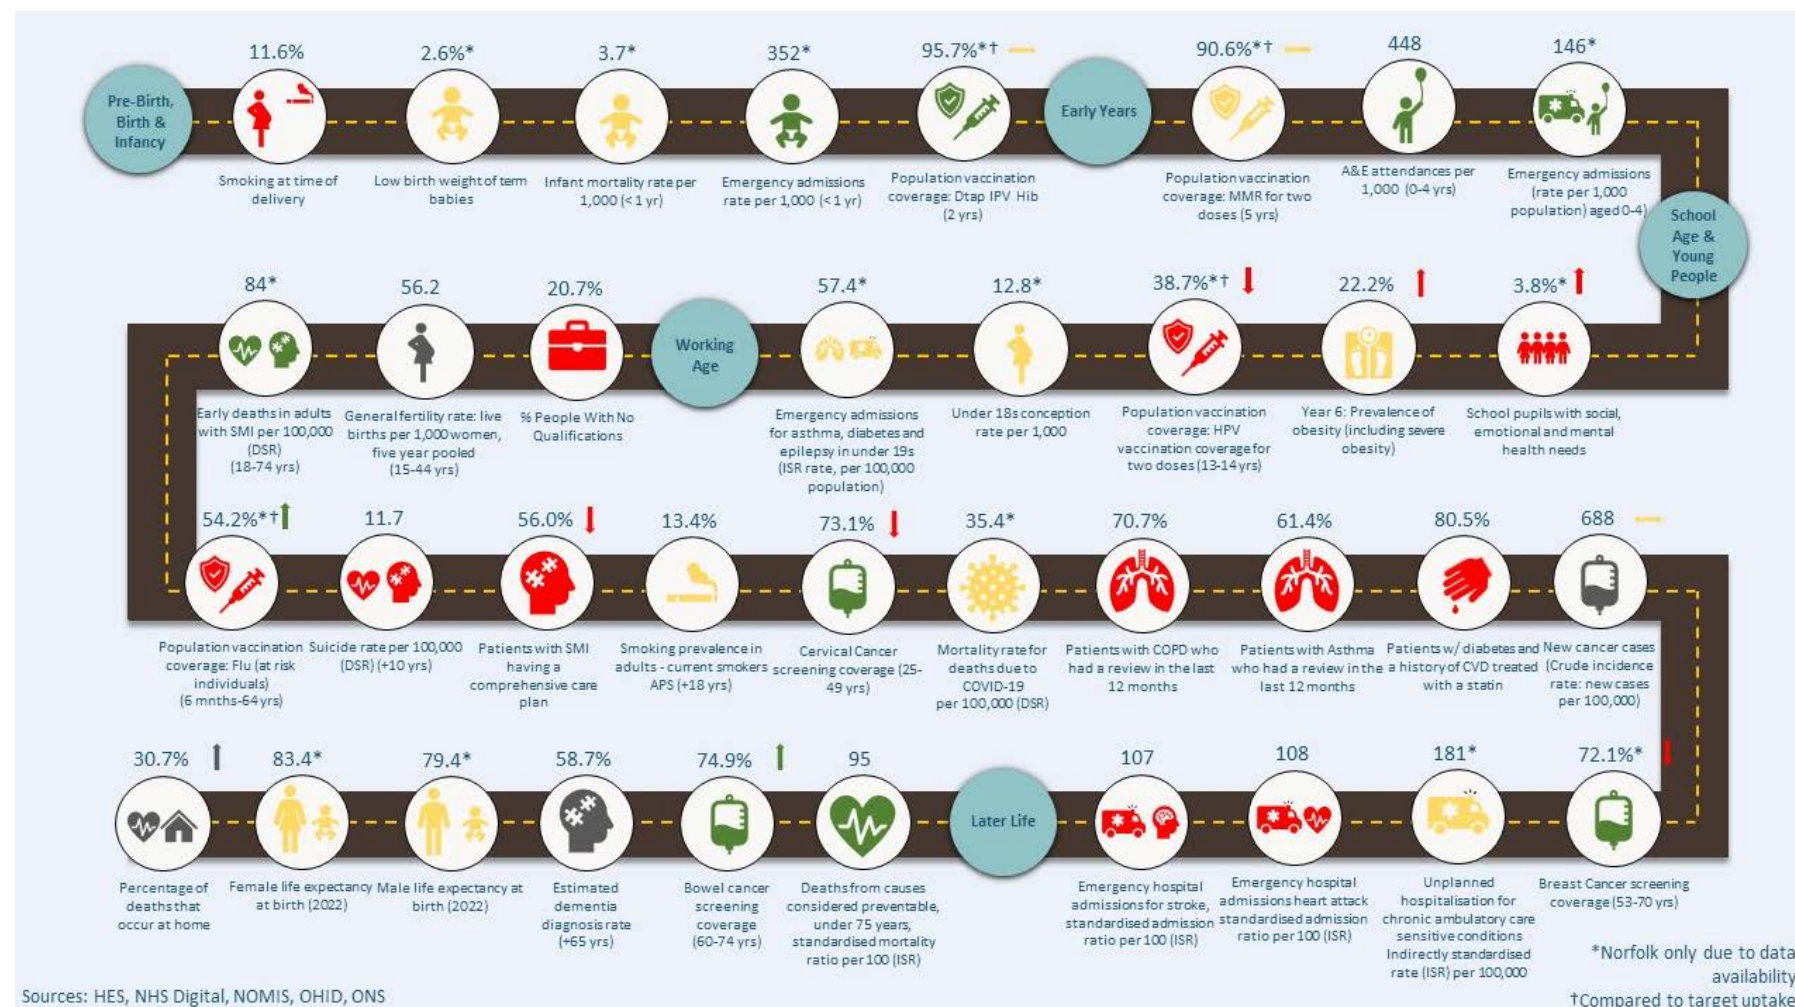 11.6%
2.6%*
3.7*
352*
95.7%*†
90.6%*†
448
146*
Pre-Birth,
Birth &
Infancy
Early Years
Smoking at time of
delivery
Low birth weight of term
babies
Infant mortality rate per
1,000 (<1 yr)
Emergency admissions
rate per 1,000 (<1 yr)
Population vaccination
coverage: Dtap IPV Hib
(2 yrs)
Population vaccination
coverage: MMR for two
doses (5 yrs)
A&E attendances per
1,000 (0-4 yrs)
Emergency admissions
(rate per 1,000
population) aged 0-4)
School
Age &
Young
People
84*
56.2
20.7%
57.4*
12.8*
38.7%*†
22.2%
3.8%*
Working
Age
Early deaths in adults
with SMI per 100,000
(DSR)
(18-74 yrs)
General fertility rate: live
births per 1,000 women,
five year pooled
(15-44 yrs)
% People With No
Qualifications
Emergency admissions
for asthma, diabetes and
epilepsy in under 19s
(ISR rate, per 100,000
population)
Under 18s conception
rate per 1,000
Population vaccination
coverage: HPV
vaccination coverage for
two doses (13-14 yrs)
Year 6: Prevalence of
obesity (including severe
obesity)
School pupils with social,
emotional and mental
health needs
54.2%*†
11.7
56.0%
13.4%
73.1%
35.4*
70.7%
61.4%
80.5%
688
Population vaccination
coverage: Flu (at risk
individuals)
(6 mnths-64 yrs)
Suicide rate per 100,000
(DSR) (+10 yrs)
Patients with SMI
having a
comprehensive care
plan
Smoking prevalence in
adults - current smokers
APS (+18 yrs)
Cervical Cancer
screening coverage (25-
49 yrs)
Mortality rate for
deaths due to
COVID-19
per 100,000 (DSR)
Patients with COPD who
had a review in the last
12 months
Patients with Asthma
who had a review in the
last 12 months
Patients w/ diabetes and
a history of CVD treated
with a statin
New cancer cases
(Crude incidence
rate: new cases
per 100,000)
30.7%
83.4*
79.4*
58.7%
74.9%
95
107
108
181*
72.1%*
Later Life
Percentage of
deaths that
occur at home
Female life expectancy
at birth (2022)
Male life expectancy at
birth (2022)
Estimated
dementia
diagnosis rate
(+65 yrs)
Bowel cancer
screening
coverage
(60-74 yrs)
Deaths from causes
considered preventable,
under 75 years,
standardised mortality
ratio per 100 (ISR)
Emergency hospital
admissions for stroke,
standardised admission
ratio per 100 (ISR)
Emergency hospital
admissions heart attack
standardised admission
ratio per 100 (ISR)
Unplanned
hospitalisation for
chronic ambulatory care
sensitive conditions
Indirectly standardised
rate (ISR) per 100,000
Breast Cancer screening
coverage (53-70 yrs)
*Norfolk only due to data
availability
†Compared to target uptake
Sources: HES, NHS Digital, NOMIS, OHID, ONS